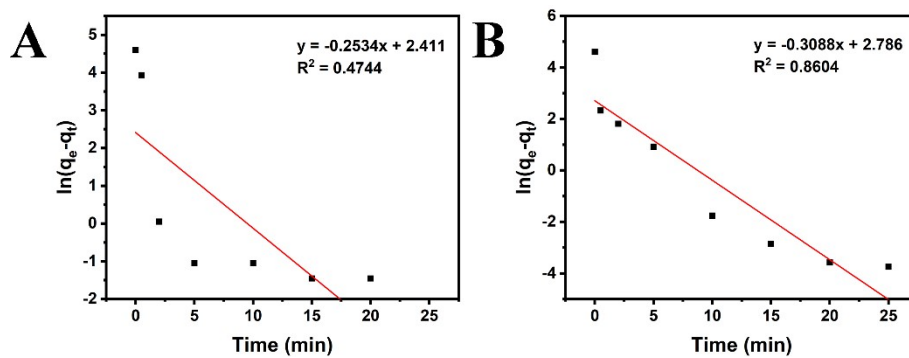 A
y = -0.2534x + 2.411
R² = 0.4744
ln(qₑ-qₜ)
5
4
3
2
1
0
-1
-2
0 5 10 15 20 25
Time (min)
B
y = -0.3088x + 2.786
R² = 0.8604
ln(qₑ-qₜ)
6
4
2
0
-2
-4
0 5 10 15 20 25
Time (min)